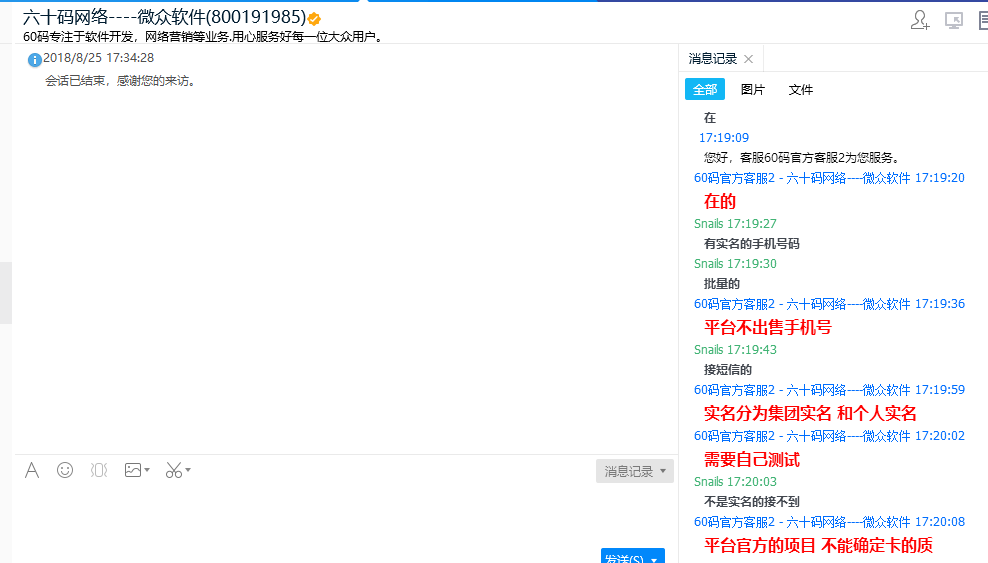 六十码网络----微众软件(800191985)
60码专注于软件开发，网络营销等业务.用心服务好每一位大众用户。
2018/8/25 17:34:28
会话已结束，感谢您的来访。
消息记录
发送(S)
消息记录
全部 图片 文件
在
17:19:09
您好，客服60码官方客服2为您服务。
60码官方客服2 - 六十码网络----微众软件 17:19:20
在的
Snails 17:19:27
有实名的手机号码
Snails 17:19:30
批量的
60码官方客服2 - 六十码网络----微众软件 17:19:36
平台不出售手机号
Snails 17:19:43
接短信的
60码官方客服2 - 六十码网络----微众软件 17:19:59
实名分为集团实名 和个人实名
60码官方客服2 - 六十码网络----微众软件 17:20:02
需要自己测试
Snails 17:20:03
不是实名的接不到
60码官方客服2 - 六十码网络----微众软件 17:20:08
平台官方的项目 不能确定卡的质